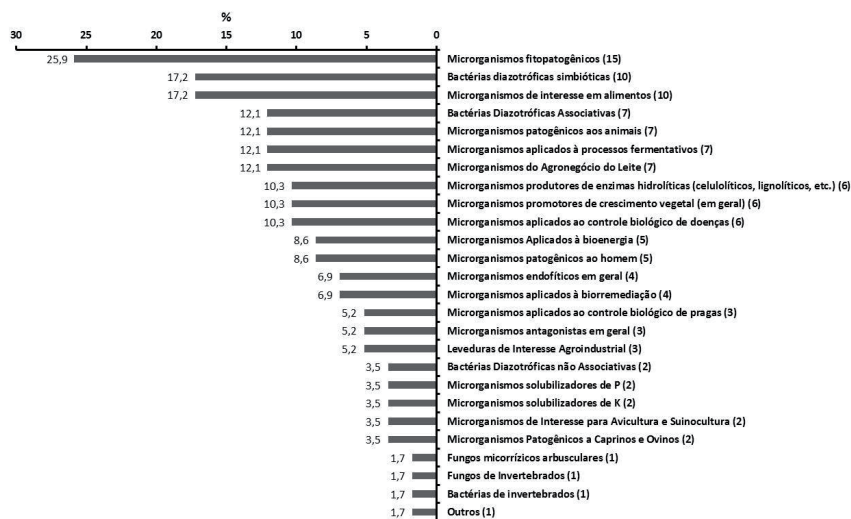 %
30 25 20 15 10 5 0
25,9 Microrganismos fitopatogênicos (15)
17,2 Bactérias diazotróficas simbióticas (10)
17,2 Microrganismos de interesse em alimentos (10)
12,1 Bactérias Diazotróficas Associativas (7)
12,1 Microrganismos patogênicos aos animais (7)
12,1 Microrganismos aplicados à processos fermentativos (7)
12,1 Microrganismos do Agronegócio do Leite (7)
10,3 Microrganismos produtores de enzimas hidrolíticas (celulolíticos, lignolíticos, etc.) (6)
10,3 Microrganismos promotores de crescimento vegetal (em geral) (6)
10,3 Microrganismos aplicados ao controle biológico de doenças (6)
8,6 Microrganismos Aplicados à bioenergia (5)
8,6 Microrganismos patogênicos ao homem (5)
6,9 Microrganismos endofíticos em geral (4)
6,9 Microrganismos aplicados à biorremediação (4)
5,2 Microrganismos aplicados ao controle biológico de pragas (3)
5,2 Microrganismos antagonistas em geral (3)
5,2 Leveduras de Interesse Agroindustrial (3)
3,5 Bactérias Diazotróficas não Associativas (2)
3,5 Microrganismos solubilizadores de P (2)
3,5 Microrganismos solubilizadores de K (2)
3,5 Microrganismos de Interesse para Avicultura e Suinocultura (2)
3,5 Microrganismos Patogênicos a Caprinos e Ovinos (2)
1,7 Fungos micorrízicos arbusculares (1)
1,7 Fungos de Invertebrados (1)
1,7 Bactérias de invertebrados (1)
1,7 Outros (1)